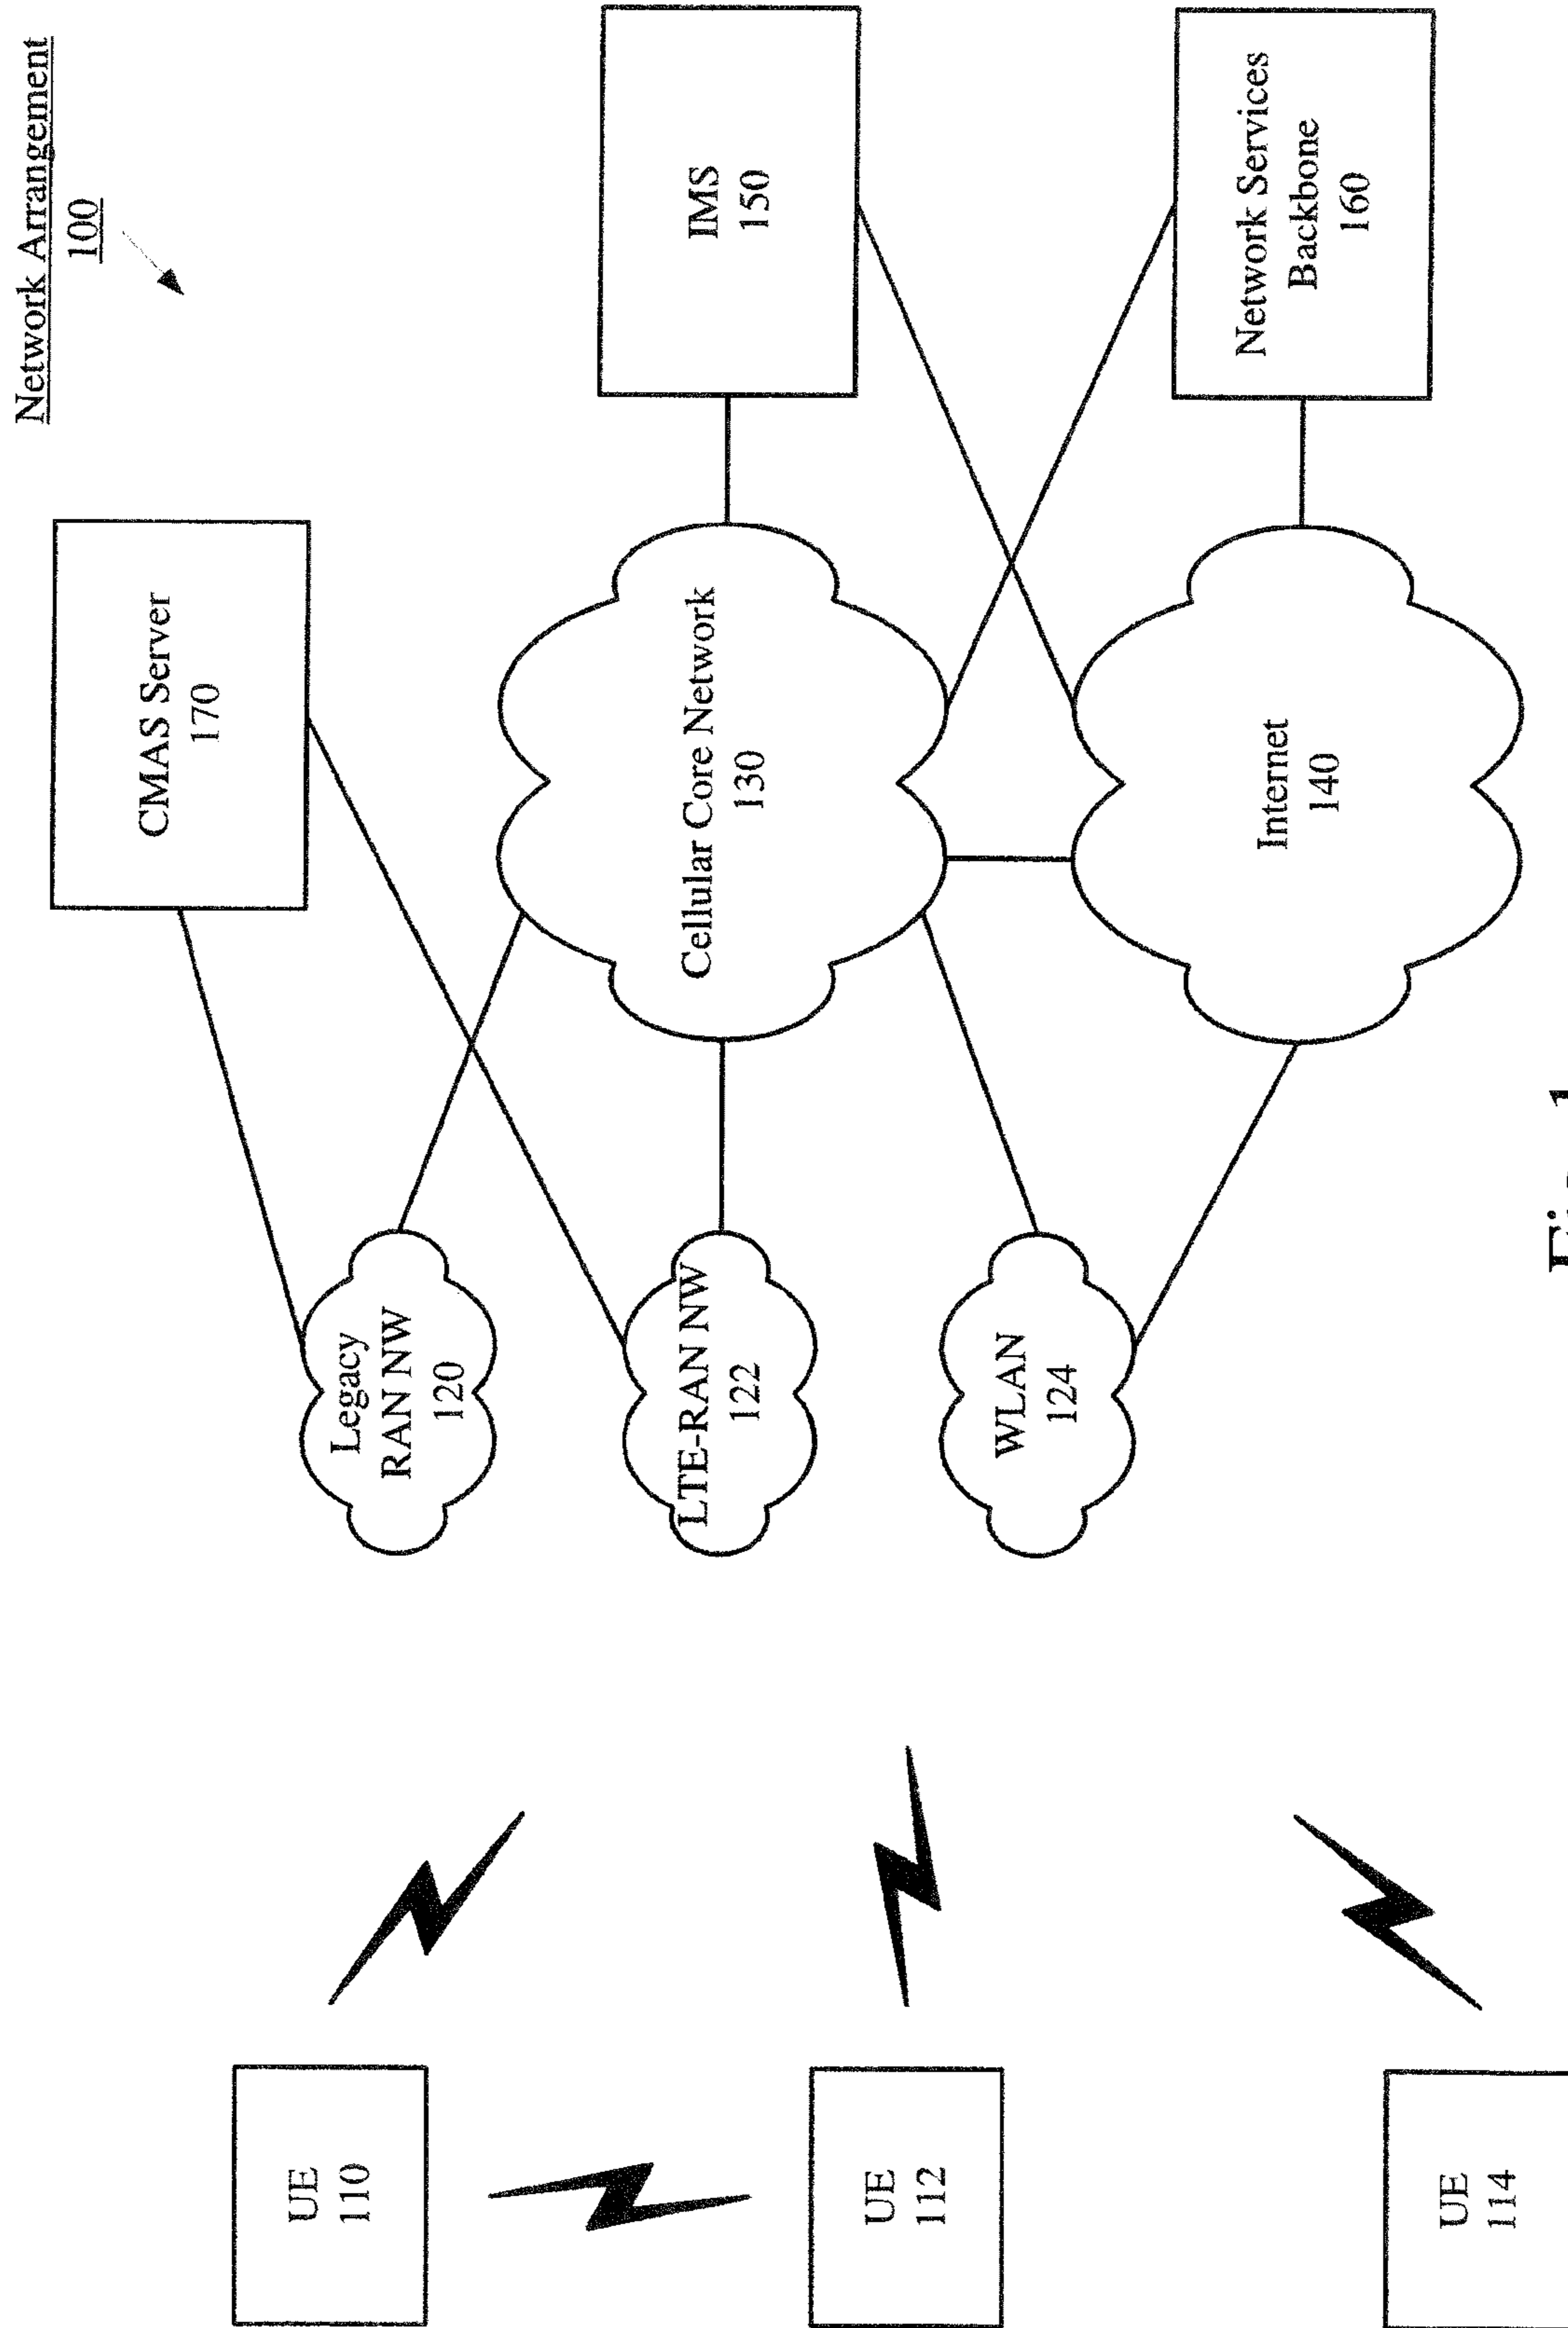 Network Arrangement
100
CMAS Server
170
Legacy
RAN NW
120
LTE-RAN NW
122
WLAN
124
Cellular Core Network
130
Internet
140
IMS
150
Network Services
Backbone
160
UE
110
UE
112
UE
114